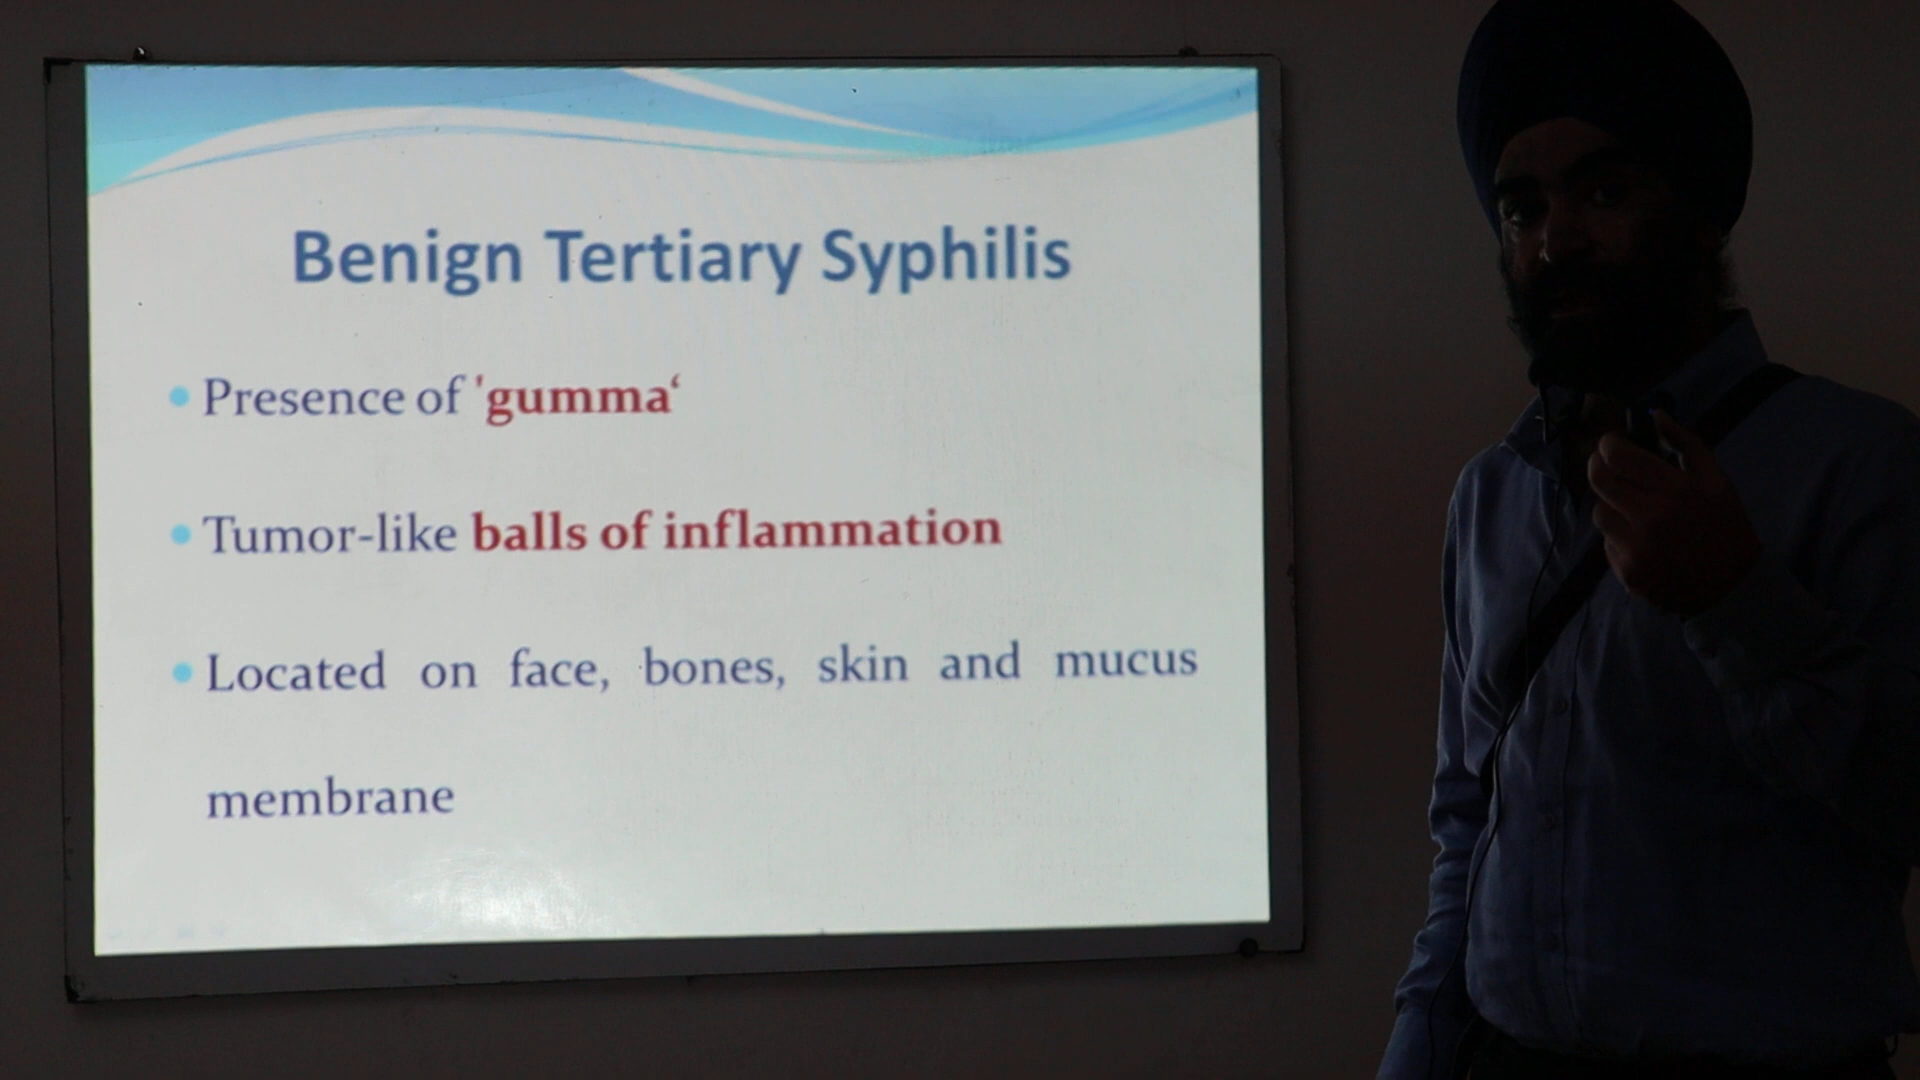 Benign Tertiary Syphilis
• Presence of 'gumma‘
• Tumor-like balls of inflammation
• Located on face, bones, skin and mucus
membrane